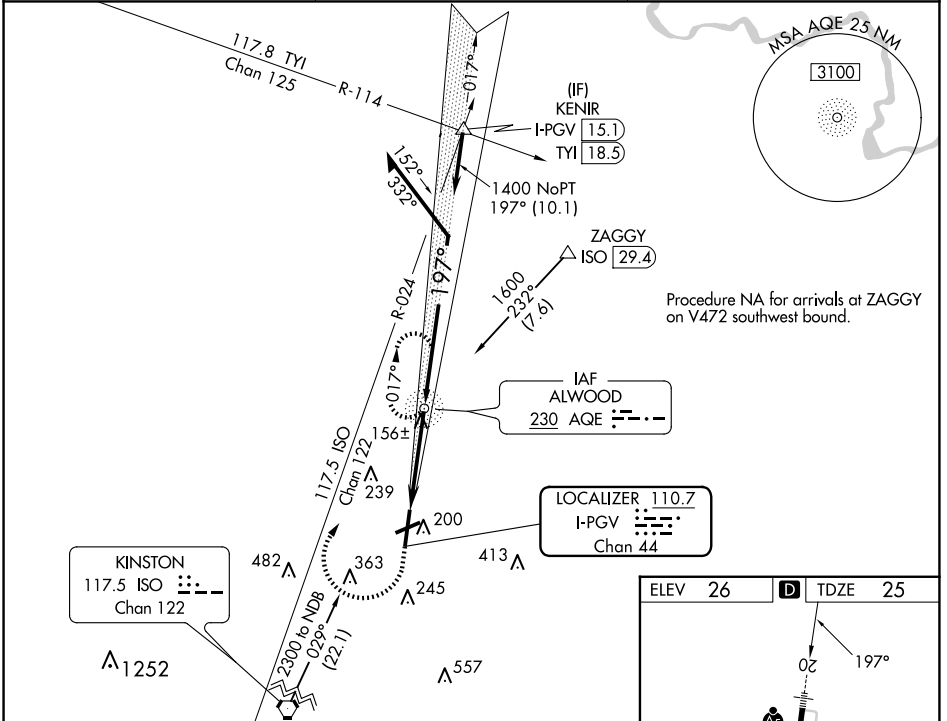 117.8 TYI
Chan 125
R-114
017°
(IF)
KENIR
I-PGV 15.1
TYI 18.5
MSA AQE 25 NM
3100
152°
332°
1400 NoPT
197° (10.1)
197°
ZAGGY
ISO 29.4
1600
232°
(7.6)
Procedure NA for arrivals at ZAGGY
on V472 southwest bound.
R-024
017°
IAF
ALWOOD
230 AQE
156±
117.5 ISO
Chan 122
239
LOCALIZER 110.7
I-PGV
Chan 44
200
482
363
413
245
KINSTON
117.5 ISO
Chan 122
2300 to NDB
029°
(22.1)
1252
557
ELEV 26 D TDZE 25
197°
20